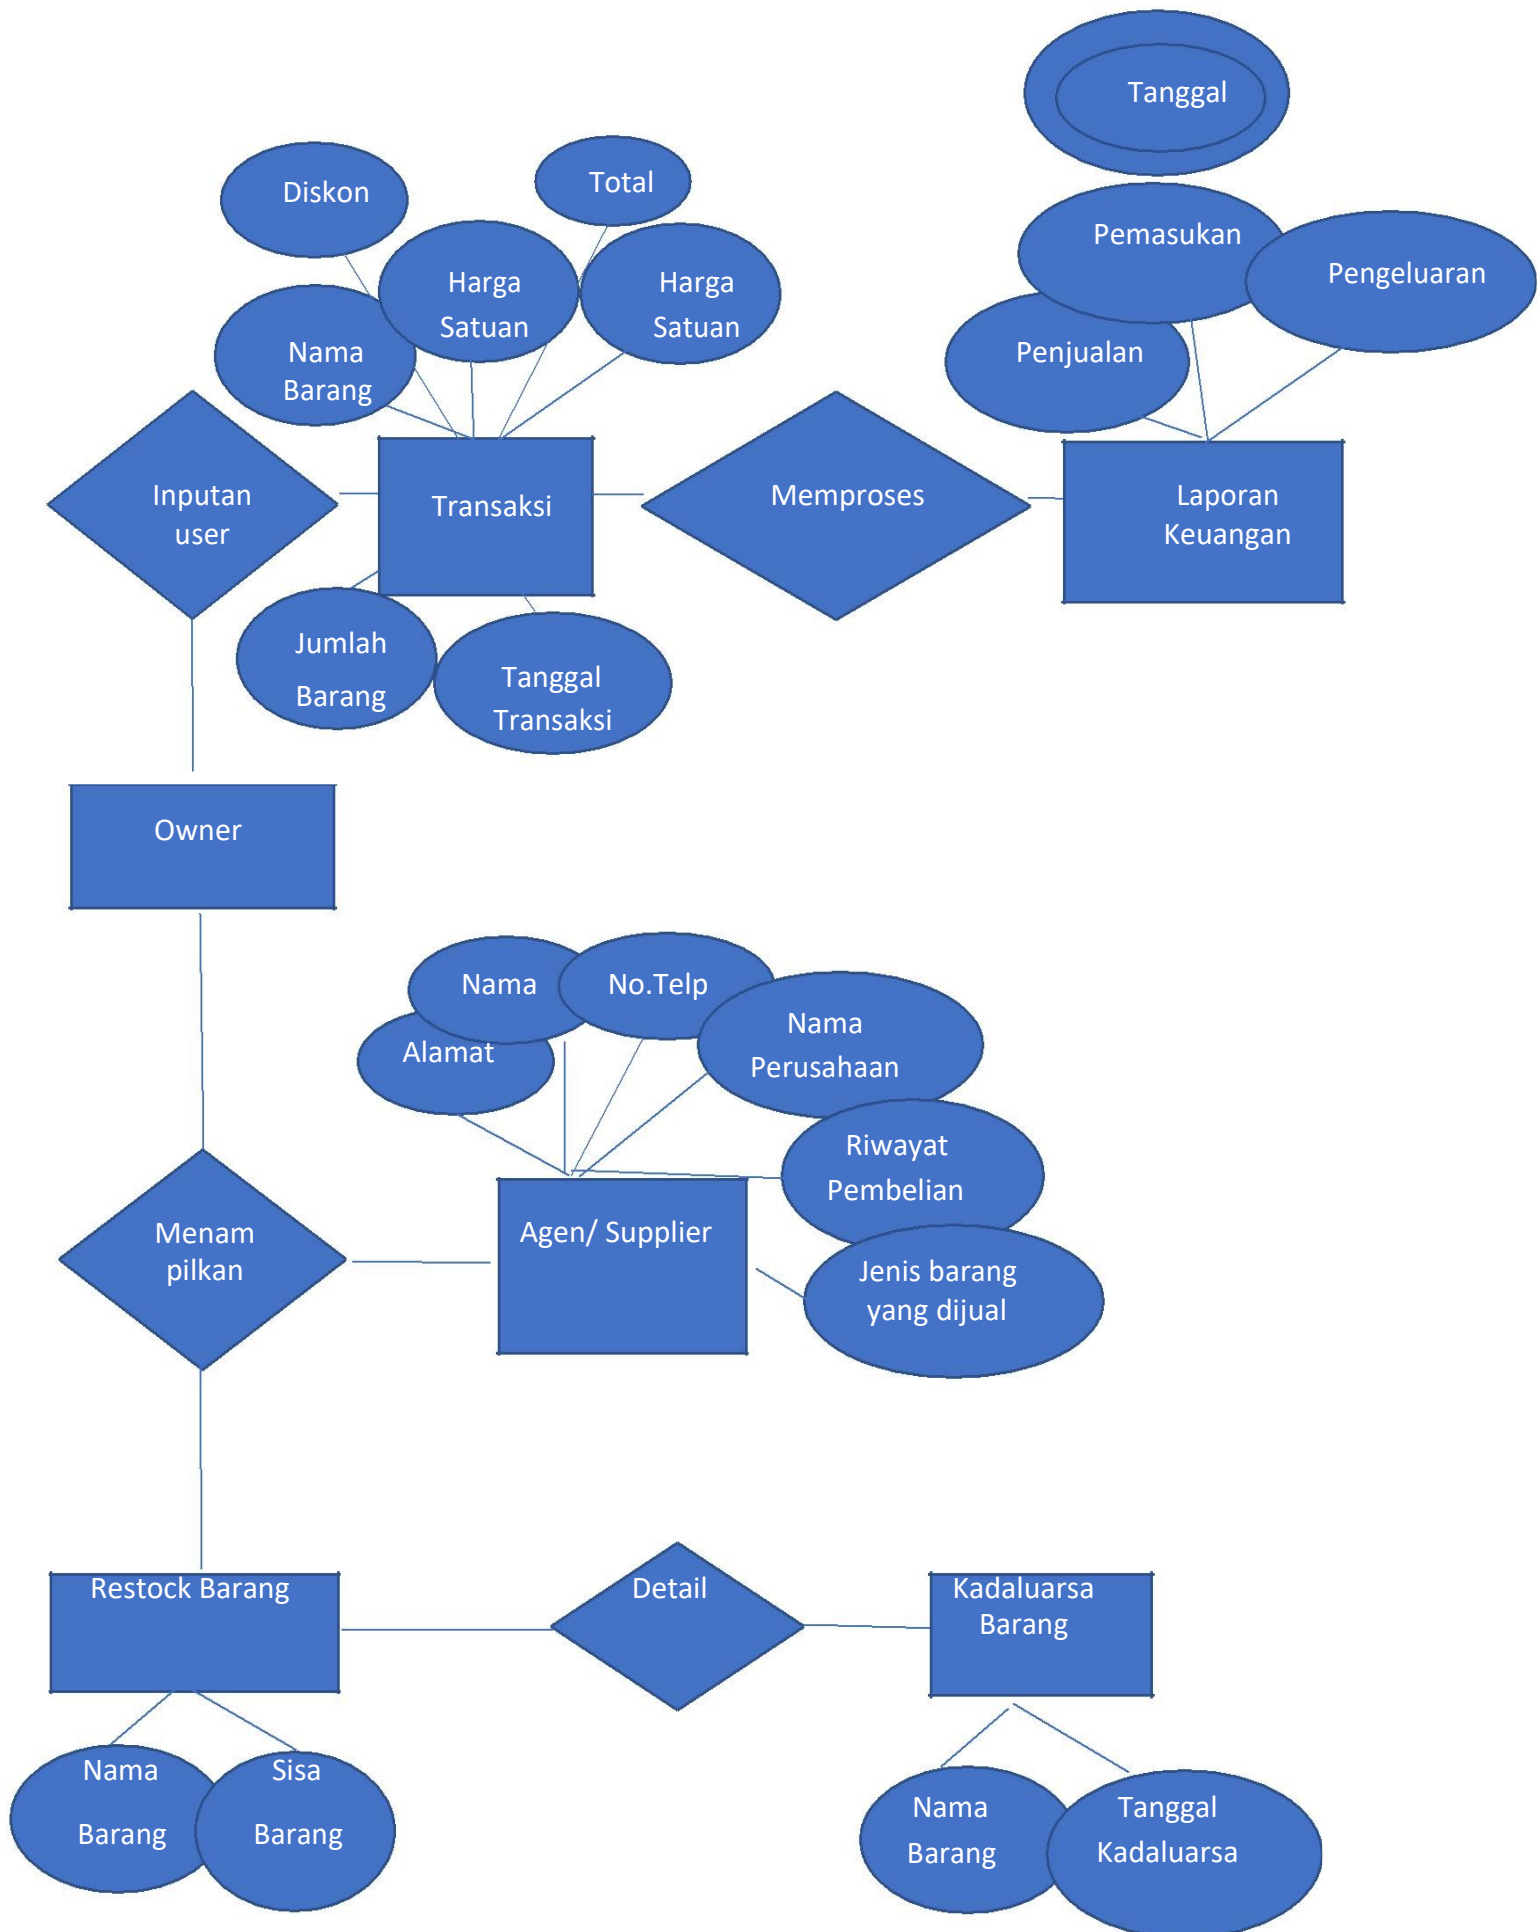 Tanggal
Diskon
Total
Pemasukan
Harga
Satuan
Harga
Satuan
Pengeluaran
Nama
Barang
Penjualan
Inputan
user
Transaksi
Memproses
Laporan
Keuangan
Jumlah
Barang
Tanggal
Transaksi
Owner
Nama
No.Telp
Nama
Perusahaan
Alamat
Riwayat
Pembelian
Menam
pilkan
Agen/ Supplier
Jenis barang
yang dijual
Restock Barang
Detail
Kadaluarsa
Barang
Nama
Barang
Sisa
Barang
Nama
Barang
Tanggal
Kadaluarsa